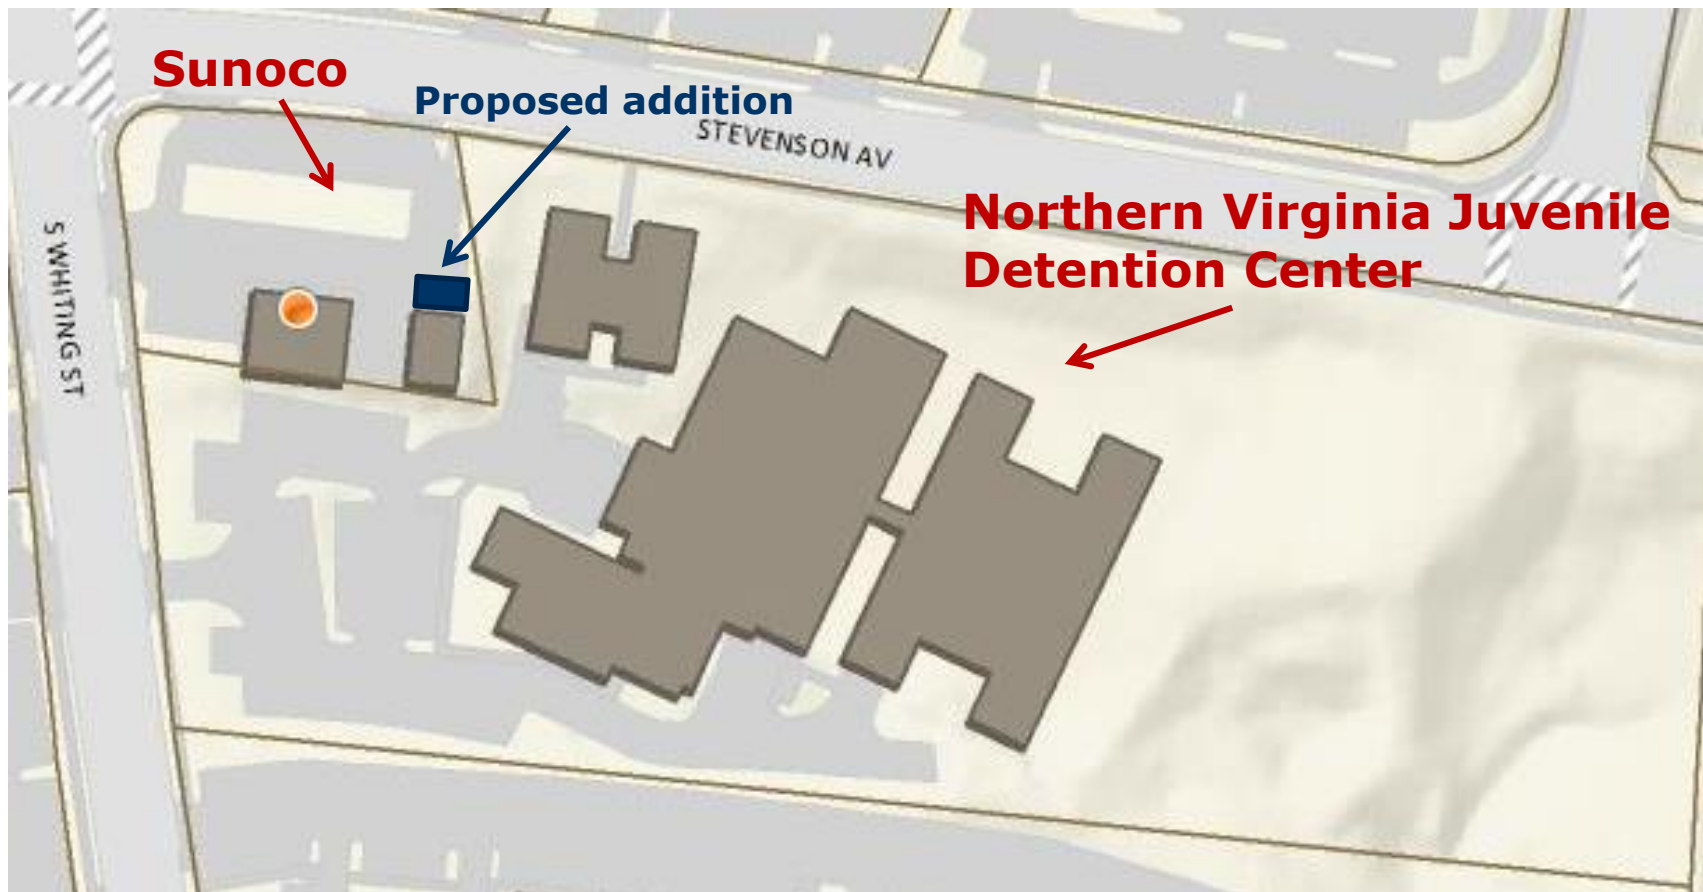 Sunoco
Proposed addition
STEVENSON AV
Northern Virginia Juvenile
Detention Center
S WHITING ST